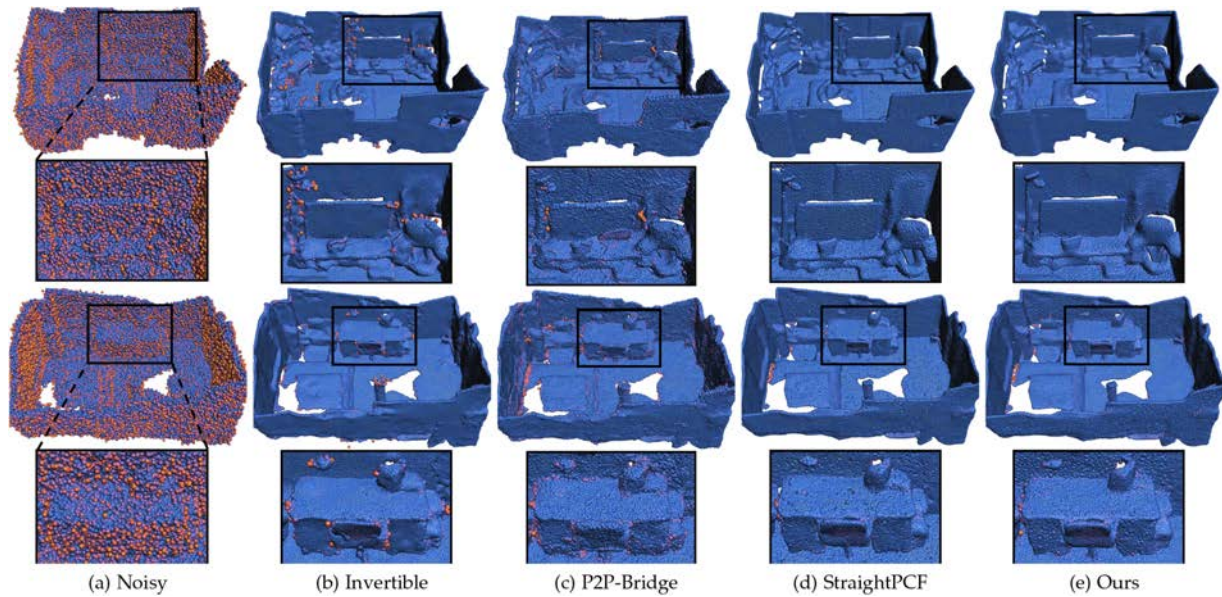 (a) Noisy
(b) Invertible
(c) P2P-Bridge
(d) StraightPCF
(e) Ours